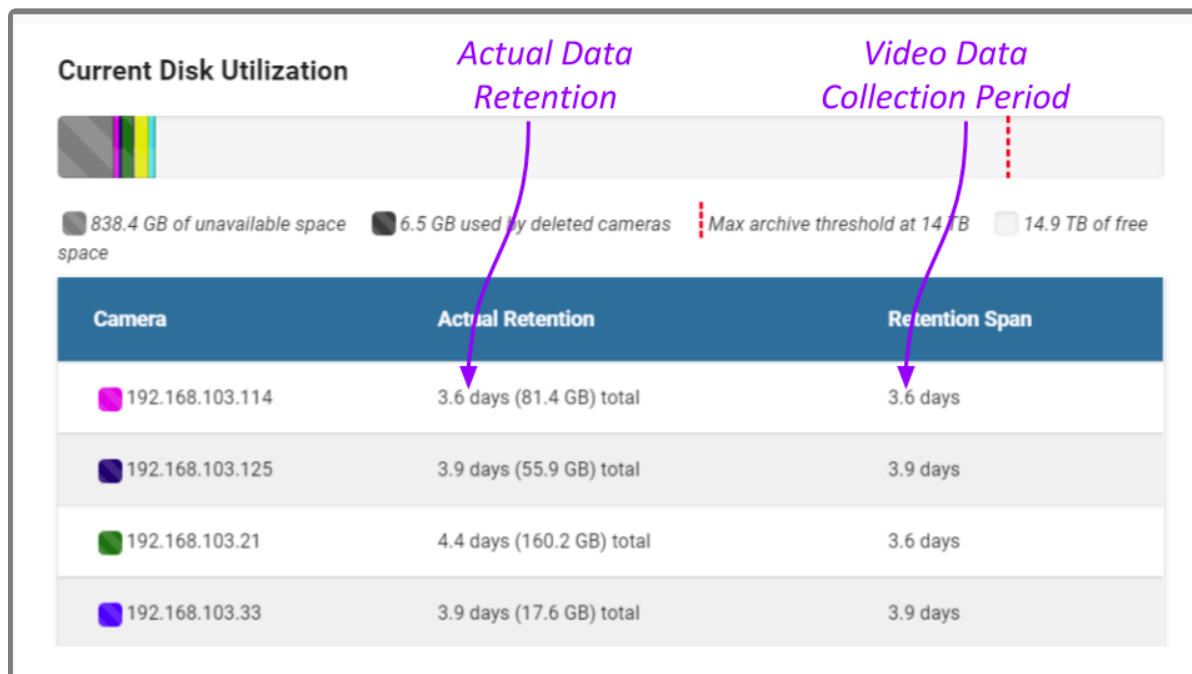 Actual Data
Retention
Video Data
Collection Period
Current Disk Utilization
838.4 GB of unavailable space 6.5 GB used by deleted cameras Max archive threshold at 14 TB 14.9 TB of free
space
Camera Actual Retention Retention Span
192.168.103.114 3.6 days (81.4 GB) total 3.6 days
192.168.103.125 3.9 days (55.9 GB) total 3.9 days
192.168.103.21 4.4 days (160.2 GB) total 3.6 days
192.168.103.33 3.9 days (17.6 GB) total 3.9 days